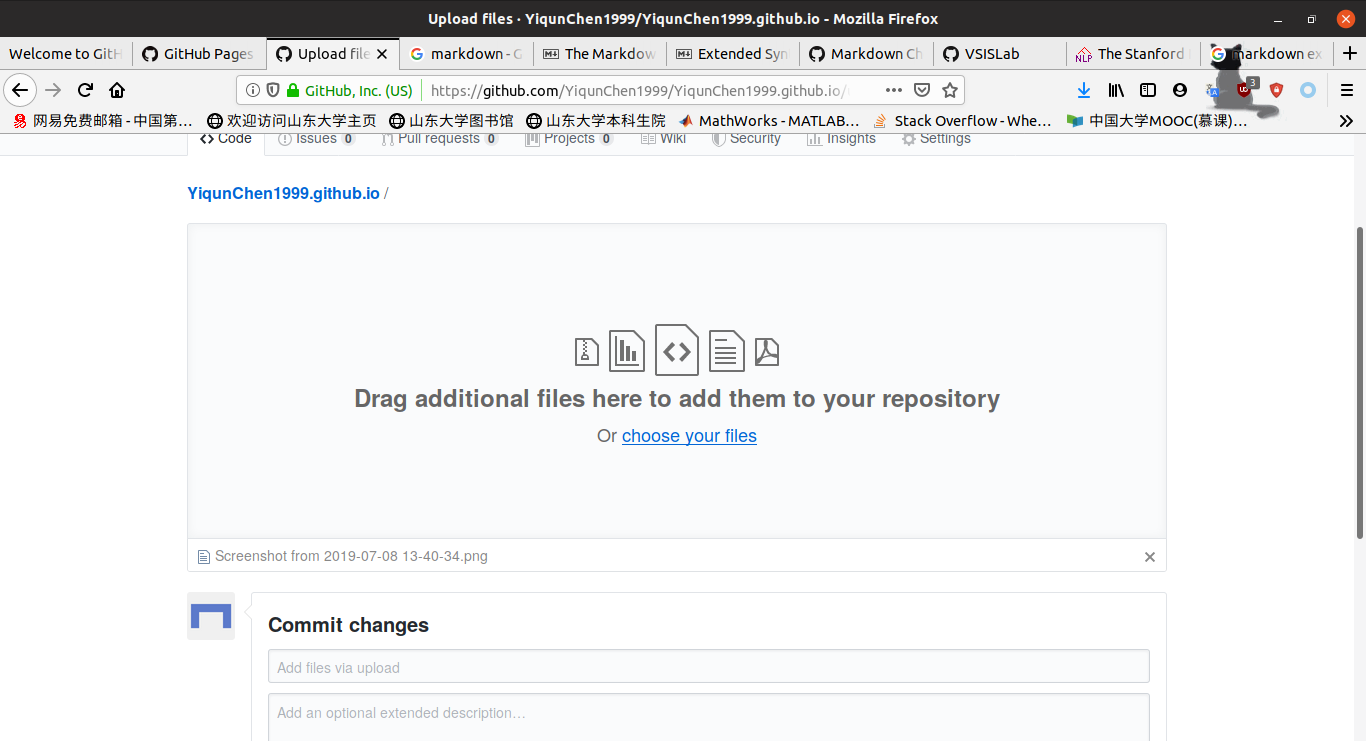 Upload files · YiqunChen1999/YiqunChen1999.github.io - Mozilla Firefox
Welcome to GitH GitHub Pages Upload file markdown - G The Markdow Extended Syn Markdown Ch VSISLab The Stanford markdown ex
GitHub, Inc. (US) https://github.com/YiqunChen1999/YiqunChen1999.github.io/ 3
网易免费邮箱 - 中国第… 欢迎访问山东大学主页 山东大学图书馆 山东大学本科生院 MathWorks - MATLAB… Stack Overflow - Whe… 中国大学MOOC(慕课)…
Code Issues 0 Pull requests 0 Projects 0 Wiki Security Insights Settings
YiqunChen1999.github.io /
Drag additional files here to add them to your repository
Or choose your files
Screenshot from 2019-07-08 13-40-34.png
Commit changes
Add files via upload
Add an optional extended description…